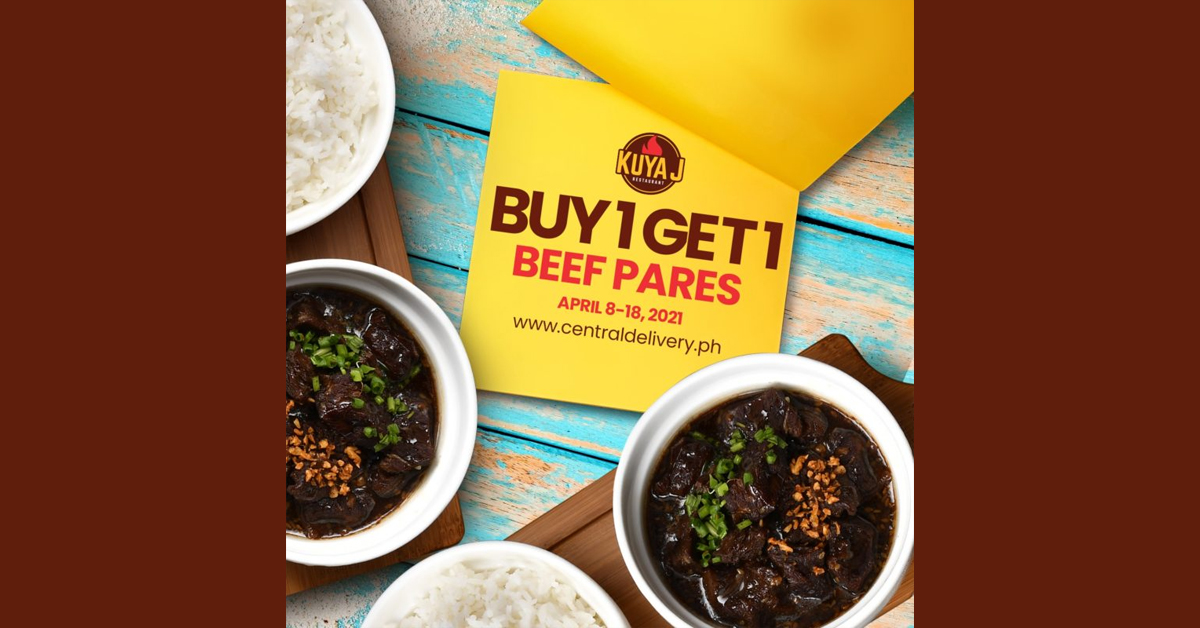 KUYA J
RESTAURANT
BUY 1 GET 1
BEEF PARES
APRIL 8-18, 2021
www.centraldelivery.ph